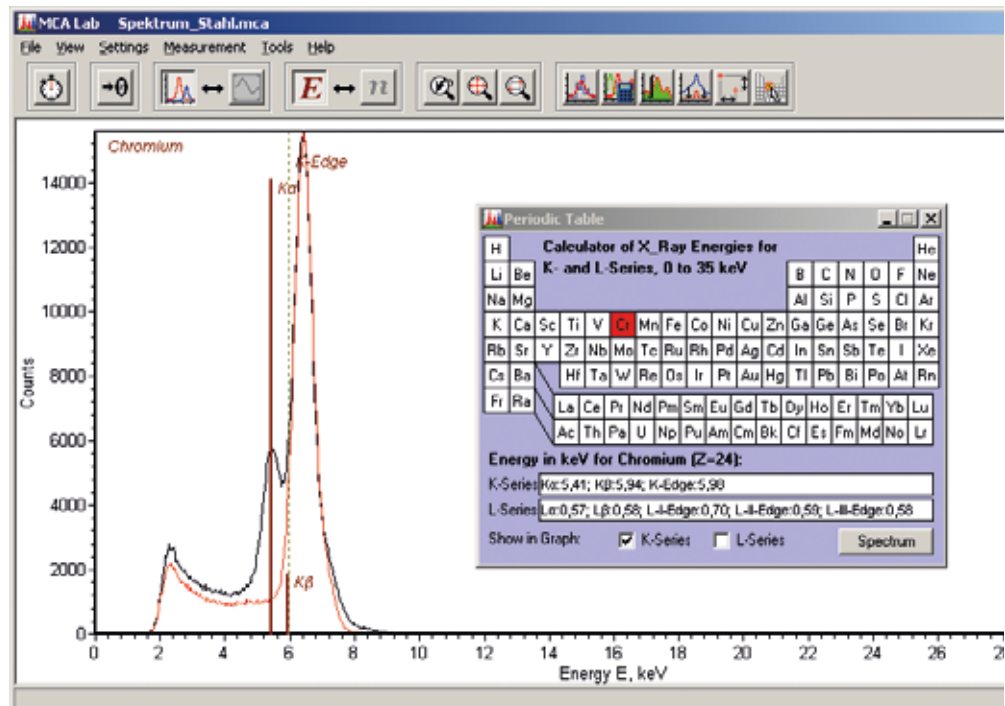 MCA Lab Spektrum_Stahl.mca
File View Settings Measurement Tools Help
→0 E ↔ n
Chromium
K-Edge
Kα
Kβ
14000
12000
10000
8000
6000
4000
2000
0
Counts
0 2 4 6 8 10 12 14 16 18 20 22 24 26 28
Energy E, keV
Periodic Table
H Calculator of X_Ray Energies for He
Li Be K- and L-Series, 0 to 35 keV B C N O F Ne
Na Mg Al Si P S Cl Ar
K Ca Sc Ti V Cr Mn Fe Co Ni Cu Zn Ga Ge As Se Br Kr
Rb Sr Y Zr Nb Mo Tc Ru Rh Pd Ag Cd In Sn Sb Te I Xe
Cs Ba Hf Ta W Re Os Ir Pt Au Hg Tl Pb Bi Po At Rn
Fr Ra La Ce Pr Nd Pm Sm Eu Gd Tb Dy Ho Er Tm Yb Lu
Ac Th Pa U Np Pu Am Cm Bk Cf Es Fm Md No Lr
Energy in keV for Chromium (Z=24):
K-Series Kα:5,41; Kβ:5,94; K-Edge:5,98
L-Series Lα:0,57; Lβ:0,58; L-I-Edge:0,70; L-II-Edge:0,59; L-III-Edge:0,58
Show in Graph: K-Series L-Series Spectrum